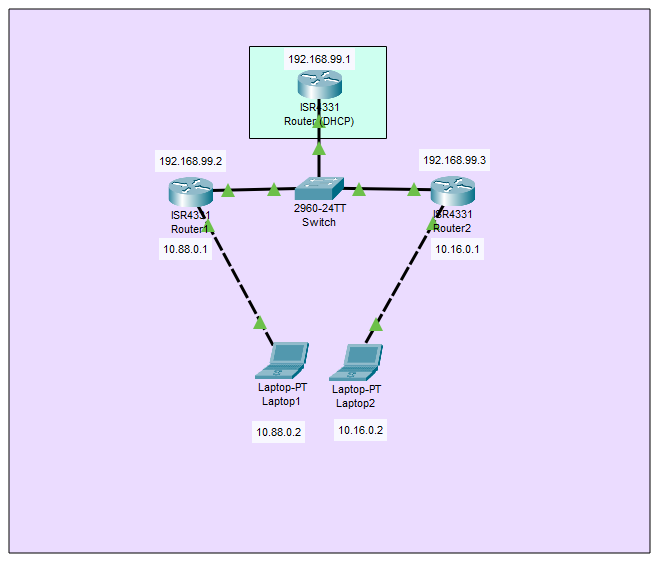 192.168.99.1
ISR4331
Router (DHCP)
192.168.99.2
192.168.99.3
ISR4331
Router1
2960-24TT
Switch
ISR4331
Router2
10.88.0.1
10.16.0.1
Laptop-PT
Laptop1
Laptop-PT
Laptop2
10.88.0.2
10.16.0.2